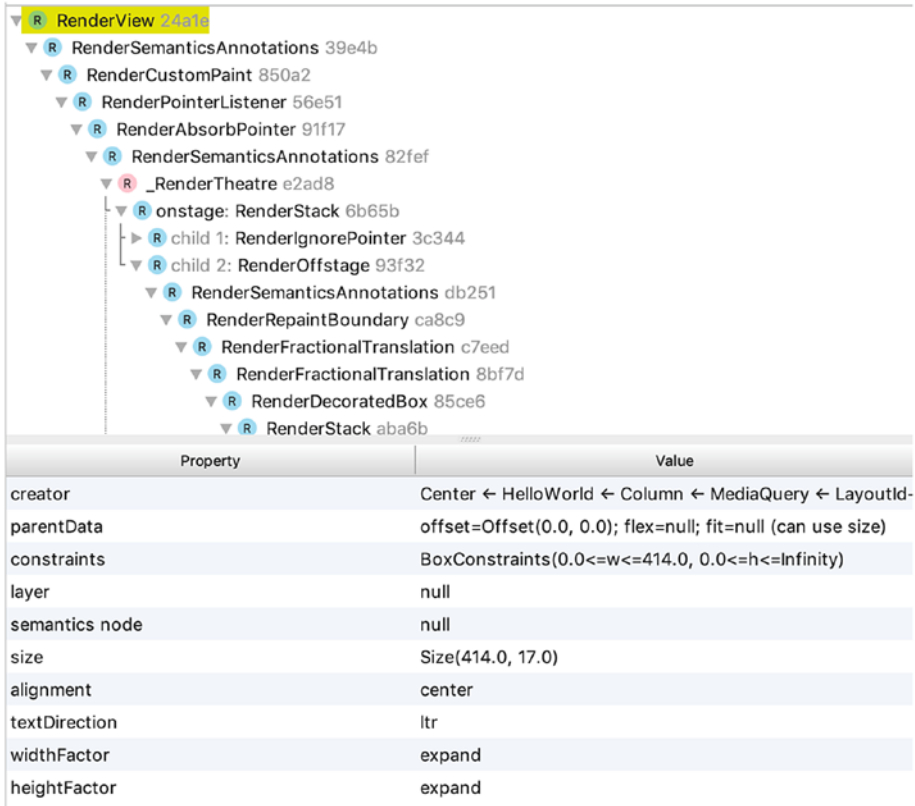 R RenderView 24a1e
R RenderSemanticsAnnotations 39e4b
R RenderCustomPaint 850a2
R RenderPointerListener 56e51
R RenderAbsorbPointer 91f17
R RenderSemanticsAnnotations 82fef
R _RenderTheatre e2ad8
R onstage: RenderStack 6b65b
R child 1: RenderIgnorePointer 3c344
R child 2: RenderOffstage 93f32
R RenderSemanticsAnnotations db251
R RenderRepaintBoundary ca8c9
R RenderFractionalTranslation c7eed
R RenderFractionalTranslation 8bf7d
R RenderDecoratedBox 85ce6
R RenderStack aba6b
Property Value
creator Center ← HelloWorld ← Column ← MediaQuery ← LayoutId-
parentData offset=Offset(0.0, 0.0); flex=null; fit=null (can use size)
constraints BoxConstraints(0.0<=w<=414.0, 0.0<=h<=Infinity)
layer null
semantics node null
size Size(414.0, 17.0)
alignment center
textDirection ltr
widthFactor expand
heightFactor expand